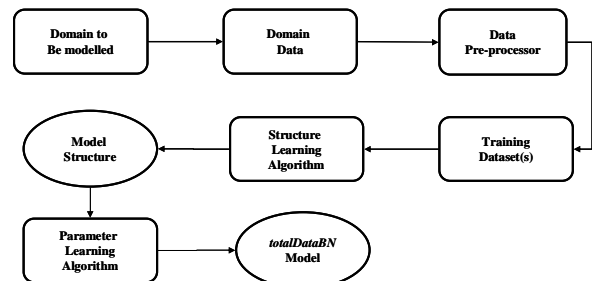 Domain to
Be modelled
Domain
Data
Data
Pre-processor
Training
Dataset(s)
Structure
Learning
Algorithm
Model
Structure
Parameter
Learning
Algorithm
totalDataBN
Model